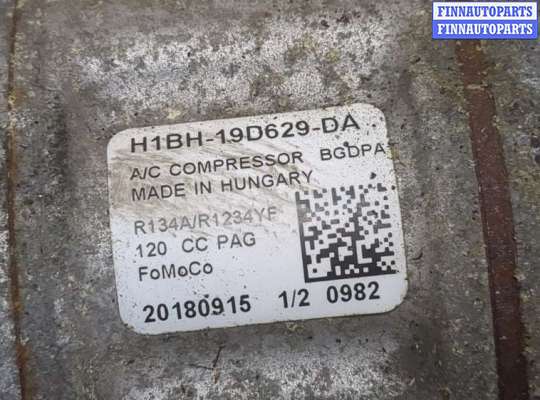 FINNAUTOPARTS
FINNAUTOPARTS
H1BH-19D629-DA
A/C COMPRESSOR BGDPA
MADE IN HUNGARY
R134A/R1234YF
120 CC PAG
FoMoCo
20180915 1/2 0982